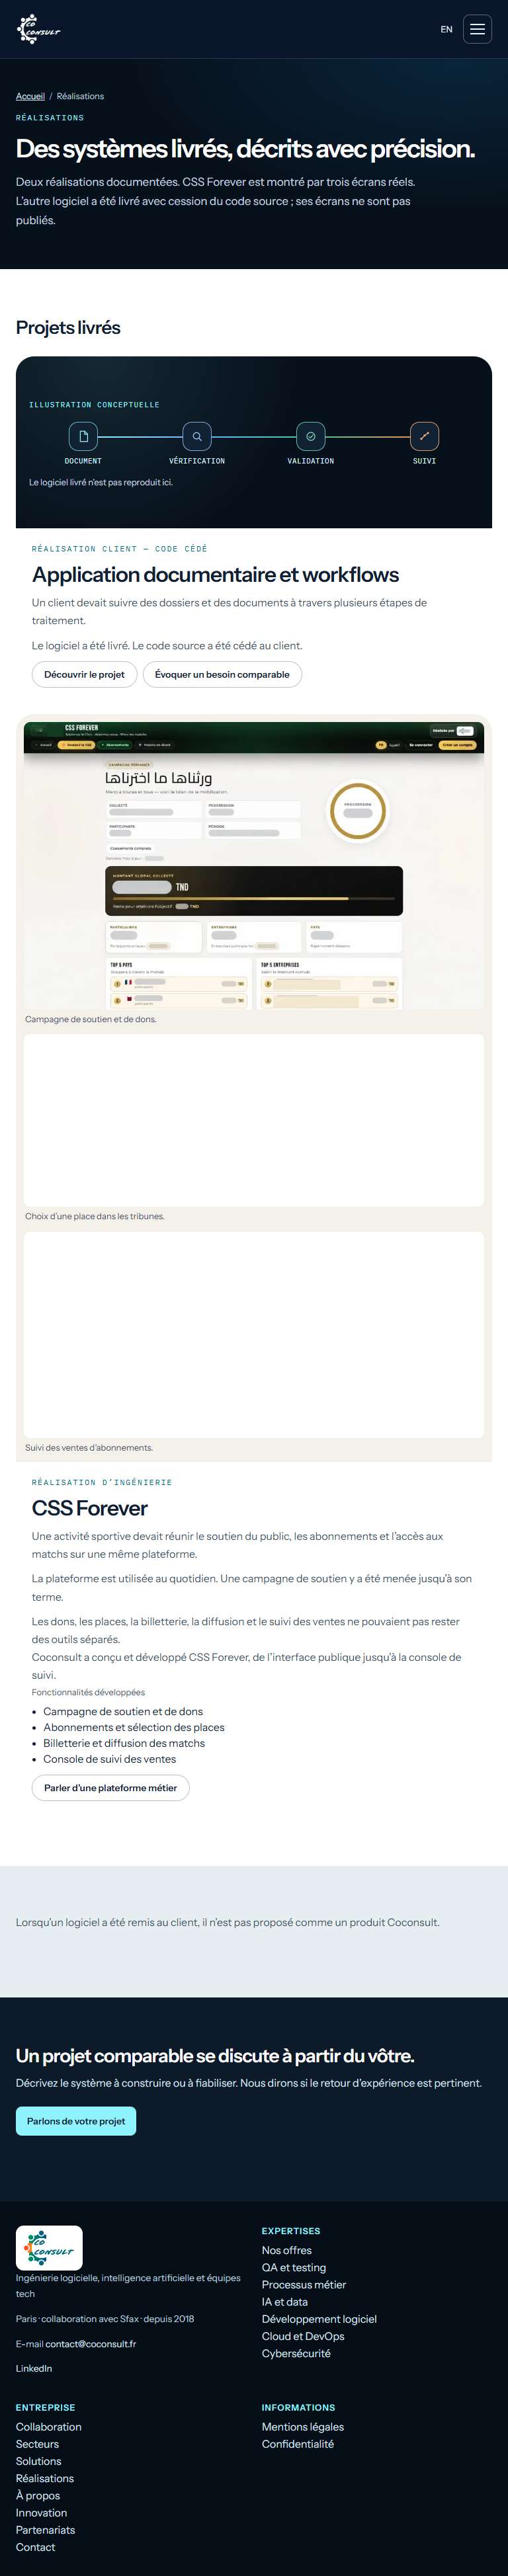 CO
CONSULT
EN
Accueil / Réalisations
RÉALISATIONS
Des systèmes livrés, décrits avec précision.
Deux réalisations documentées. CSS Forever est montré par trois écrans réels.
L'autre logiciel a été livré avec cession du code source ; ses écrans ne sont pas
publiés.
Projets livrés
ILLUSTRATION CONCEPTUELLE
DOCUMENT VÉRIFICATION VALIDATION SUIVI
Le logiciel livré n'est pas reproduit ici.
RÉALISATION CLIENT — CODE CÉDÉ
Application documentaire et workflows
Un client devait suivre des dossiers et des documents à travers plusieurs étapes de
traitement.
Le logiciel a été livré. Le code source a été cédé au client.
Découvrir le projet Évoquer un besoin comparable
CSS FOREVER
ورثناها ما اخترناها
TND
TOP 5 PAYS TOP 5 ENTREPRISES
Campagne de soutien et de dons.
Choix d'une place dans les tribunes.
Suivi des ventes d'abonnements.
RÉALISATION D'INGÉNIERIE
CSS Forever
Une activité sportive devait réunir le soutien du public, les abonnements et l'accès aux
matchs sur une même plateforme.
La plateforme est utilisée au quotidien. Une campagne de soutien y a été menée jusqu'à son
terme.
Les dons, les places, la billetterie, la diffusion et le suivi des ventes ne pouvaient pas rester
des outils séparés.
Coconsult a conçu et développé CSS Forever, de l'interface publique jusqu'à la console de
suivi.
Fonctionnalités développées
• Campagne de soutien et de dons
• Abonnements et sélection des places
• Billetterie et diffusion des matchs
• Console de suivi des ventes
Parler d'une plateforme métier
Lorsqu'un logiciel a été remis au client, il n'est pas proposé comme un produit Coconsult.
Un projet comparable se discute à partir du vôtre.
Décrivez le système à construire ou à fiabiliser. Nous dirons si le retour d'expérience est pertinent.
Parlons de votre projet
CO
CONSULT
Ingénierie logicielle, intelligence artificielle et équipes
tech
Paris · collaboration avec Sfax · depuis 2018
E-mail contact@coconsult.fr
LinkedIn
EXPERTISES
Nos offres
QA et testing
Processus métier
IA et data
Développement logiciel
Cloud et DevOps
Cybersécurité
ENTREPRISE
Collaboration
Secteurs
Solutions
Réalisations
À propos
Innovation
Partenariats
Contact
INFORMATIONS
Mentions légales
Confidentialité